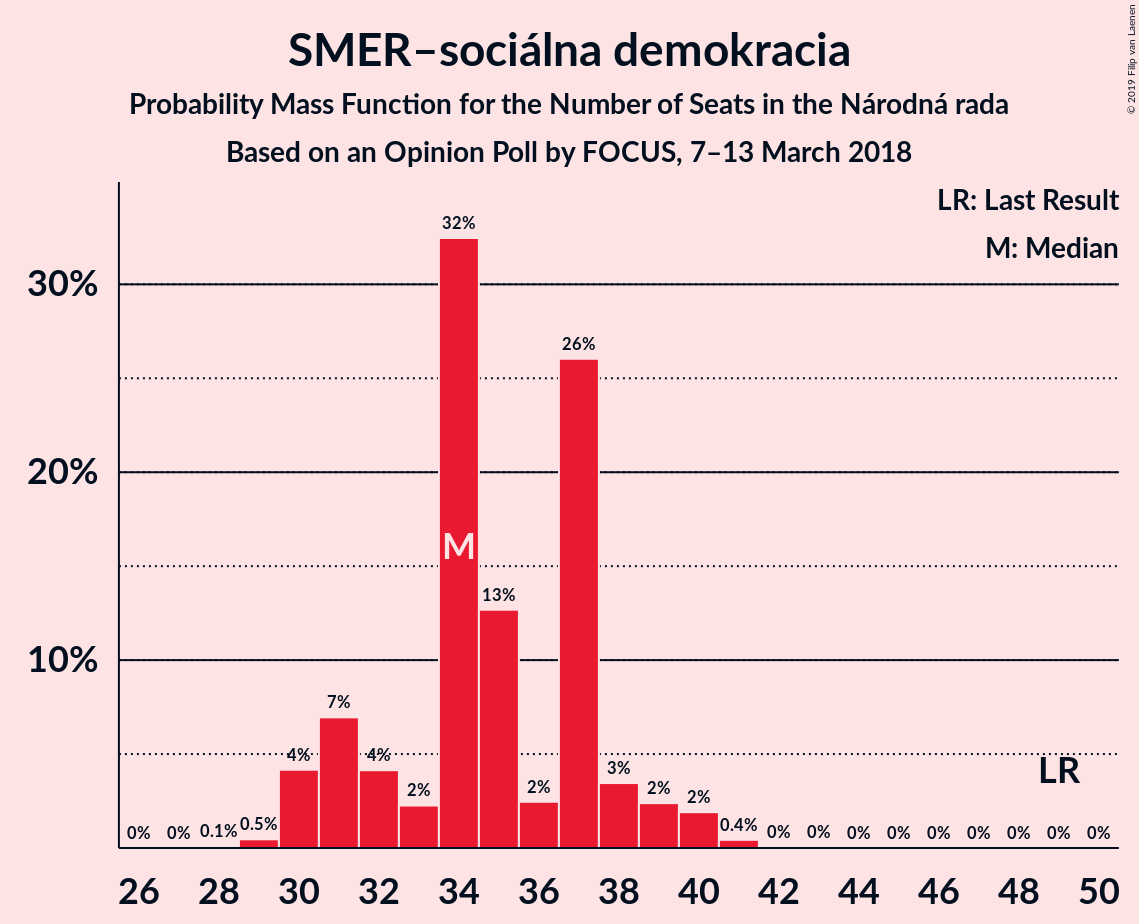 SMER–sociálna demokracia
Probability Mass Function for the Number of Seats in the Národná rada
Based on an Opinion Poll by FOCUS, 7–13 March 2018
© 2019 Filip van Laenen
LR: Last Result
M: Median
30%
20%
10%
0% 0% 0.1% 0.5% 4% 7% 4% 2% 32% 13% 2% 26% 3% 2% 2% 0.4% 0% 0% 0% 0% 0% 0% 0% 0% 0%
M
LR
26 28 30 32 34 36 38 40 42 44 46 48 50